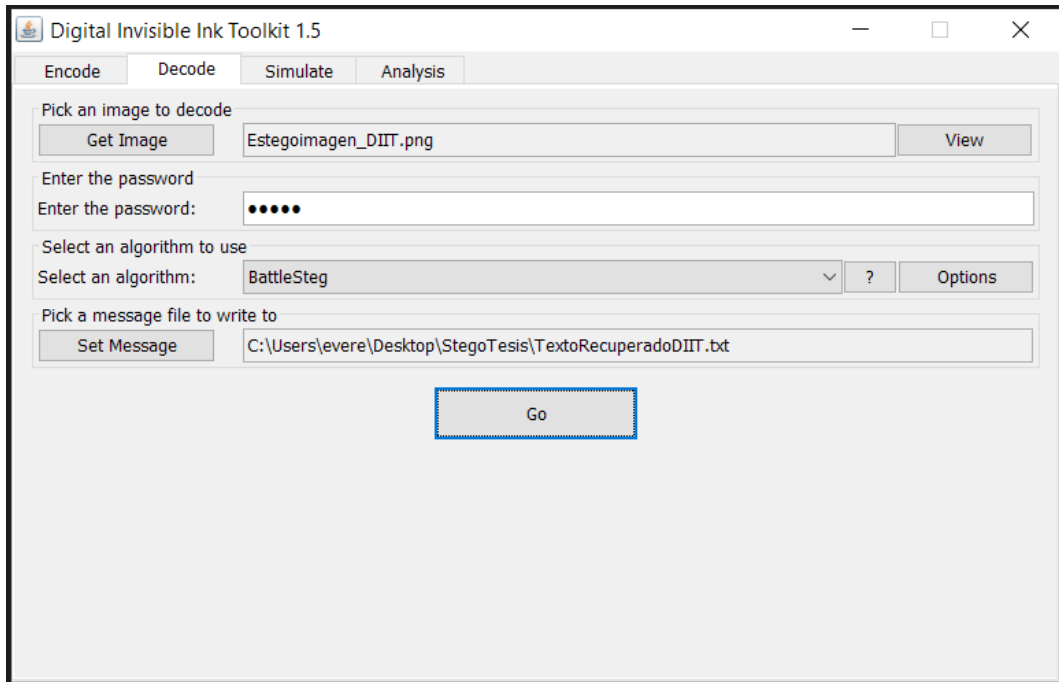 Digital Invisible Ink Toolkit 1.5
Encode Decode Simulate Analysis
Pick an image to decode
Get Image Estegoimagen_DIIT.png View
Enter the password
Enter the password: •••••
Select an algorithm to use
Select an algorithm: BattleSteg ? Options
Pick a message file to write to
Set Message C:\Users\evere\Desktop\StegoTesis\TextoRecuperadoDIIT.txt
Go